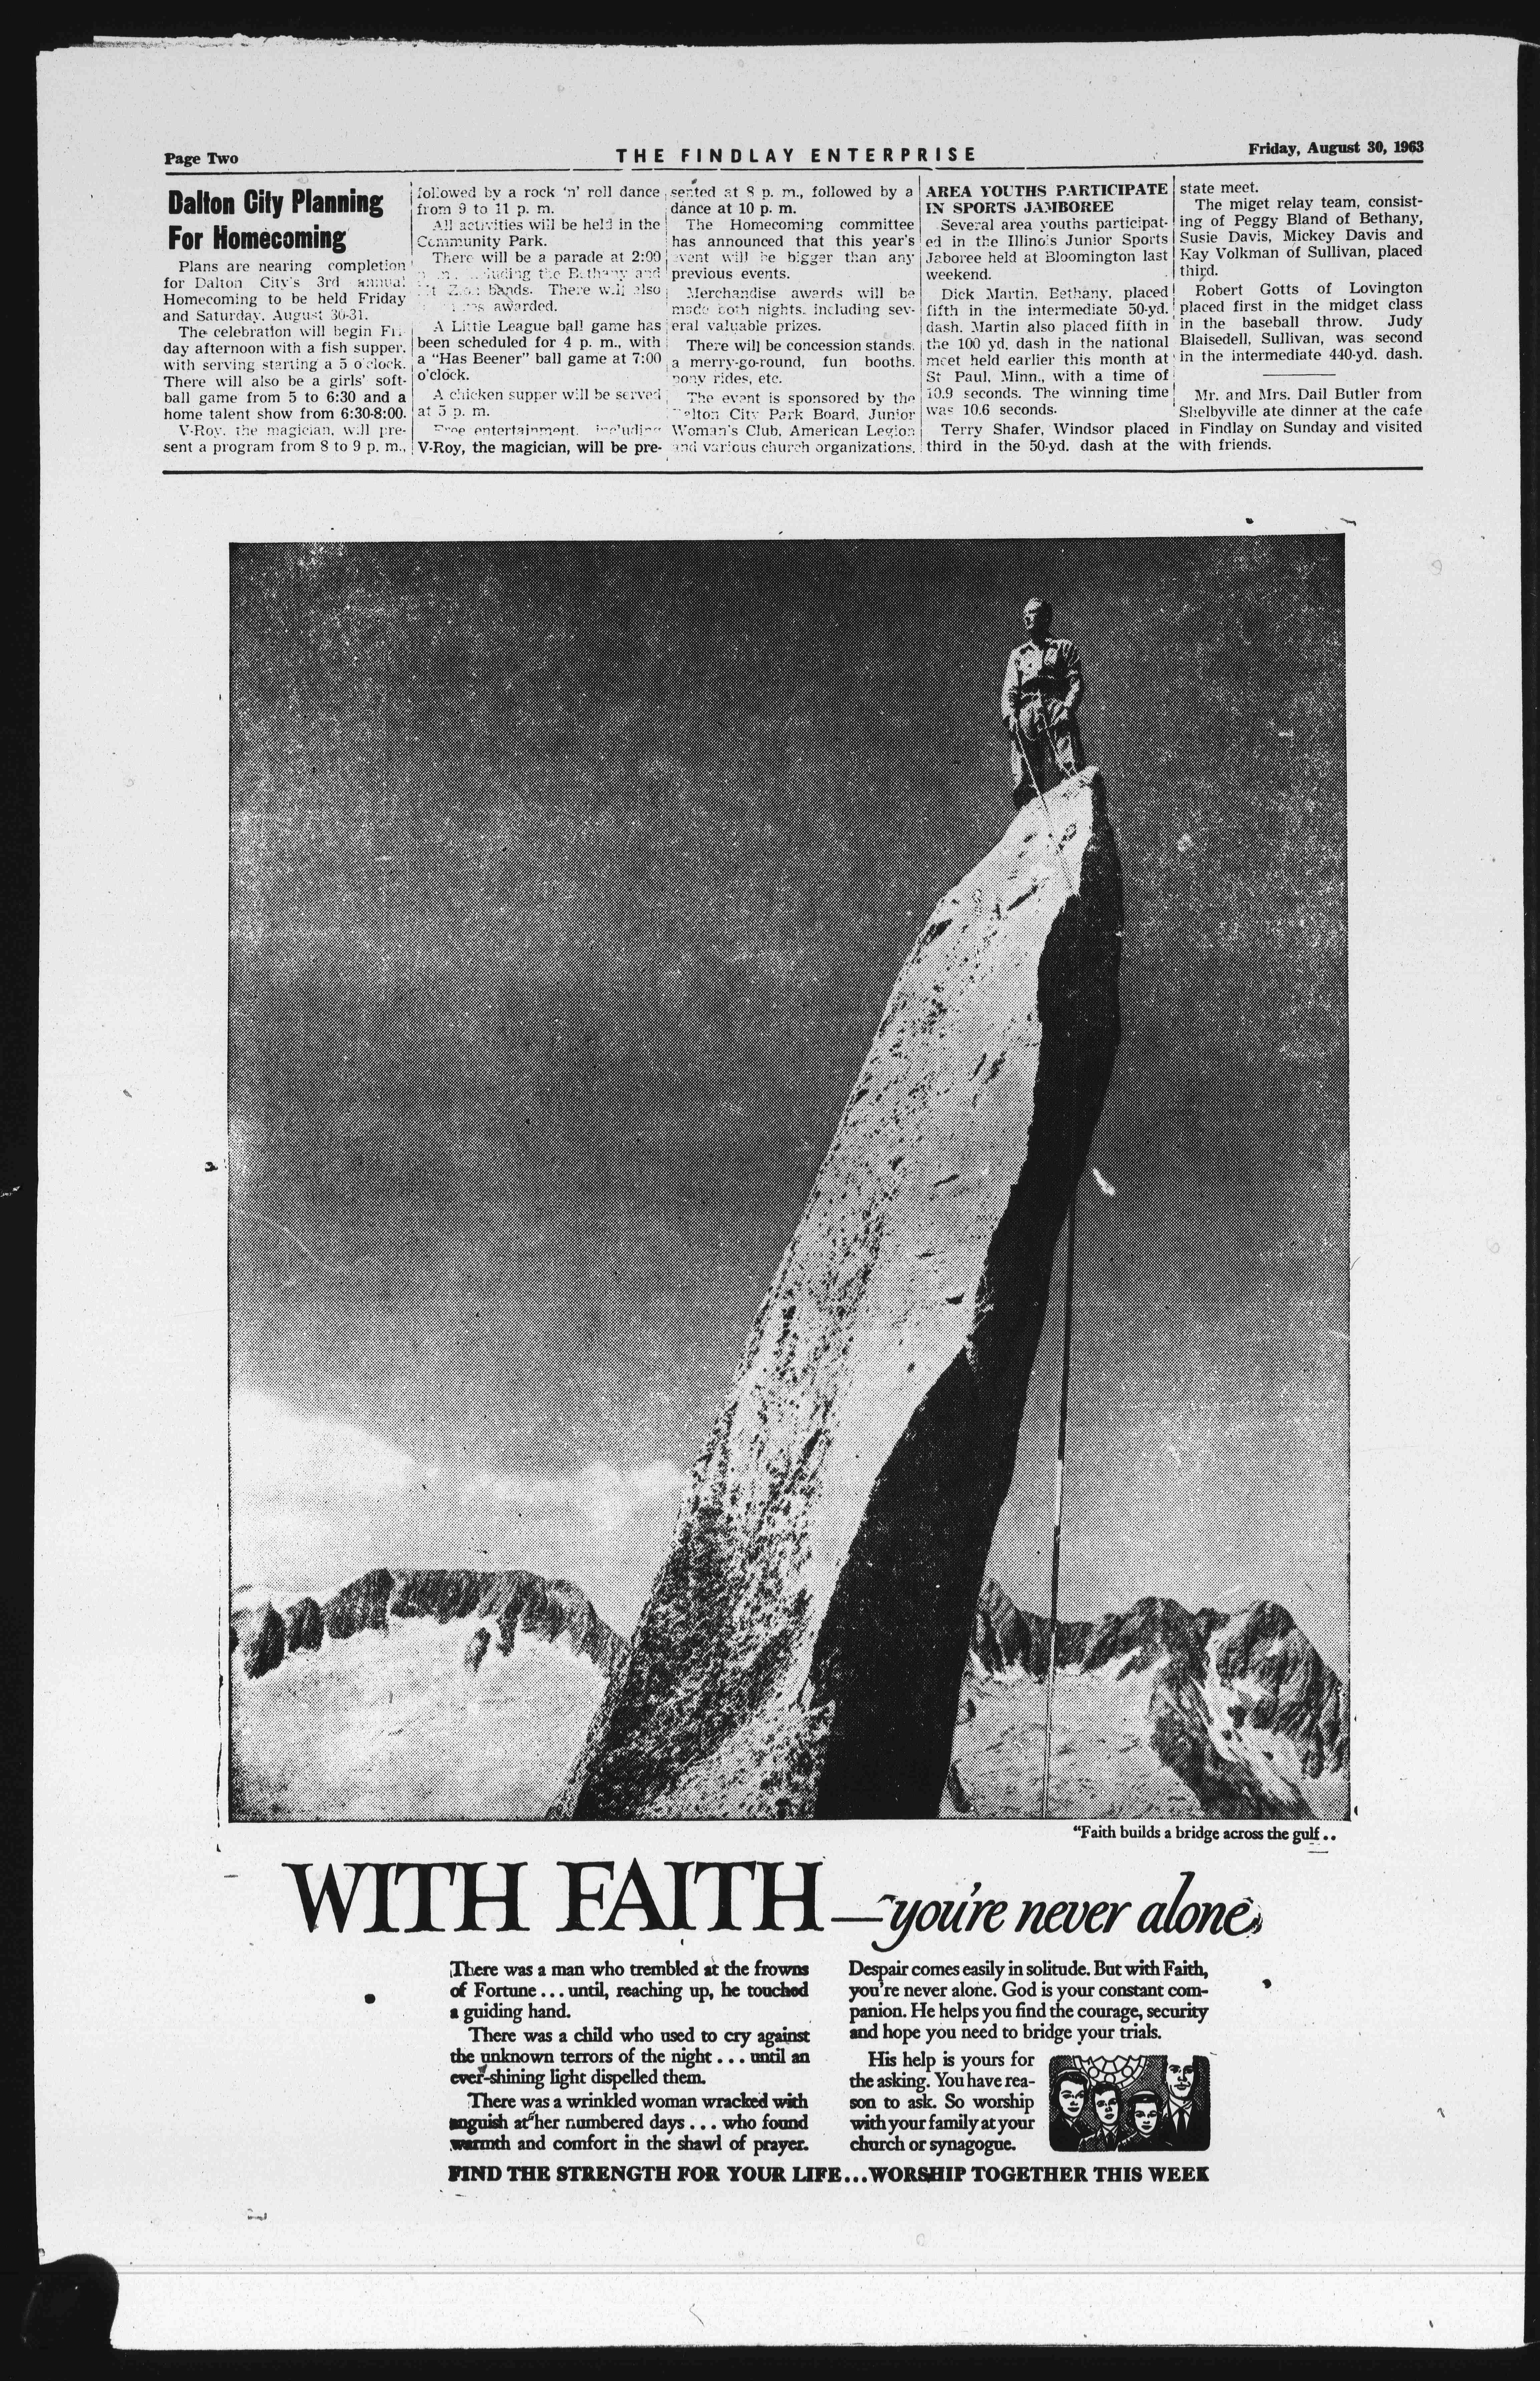 Page Two
THE FINDLAY ENTERPRISE
Friday, August 30, 1963
Dalton City Planning
For Homecoming
Plans are nearing completion
for Dalton City's 3rd annual
Homecoming to be held Friday
and Saturday, August 30-31.
The celebration will begin Fri-
day afternoon with a fish supper,
with serving starting a 5 o'clock.
There will also be a girls' soft-
ball game from 5 to 6:30 and a
home talent show from 6:30-8:00.
V-Roy, the magician, will pre-
sent a program from 8 to 9 p. m.,
followed by a rock 'n' roll dance
from 9 to 11 p. m.
All activities will be held in the
Community Park.
There will be a parade at 2:00
the Bethany and
bands. There will also
awarded.
A Little League ball game has
been scheduled for 4 p. m., with
a "Has Beener" ball game at 7:00
o'clock.
A chicken supper will be served
at 5 p. m.
Free entertainment, including
V-Roy, the magician, will be pre-
sented at 8 p. m., followed by a
dance at 10 p. m.
The Homecoming committee
has announced that this year's
event will be bigger than any
previous events.
Merchandise awards will be
made both nights, including sev-
eral valuable prizes.
There will be concession stands,
a merry-go-round, fun booths,
pony rides, etc.
The event is sponsored by the
Dalton City Park Board, Junior
Woman's Club, American Legion
and various church organizations.
AREA YOUTHS PARTICIPATE
IN SPORTS JAMBOREE
Several area youths participat-
ed in the Illinois Junior Sports
Jaboree held at Bloomington last
weekend.
Dick Martin, Bethany, placed
fifth in the intermediate 50-yd.
dash. Martin also placed fifth in
the 100 yd. dash in the national
meet held earlier this month at
St Paul, Minn., with a time of
10.9 seconds. The winning time
was 10.6 seconds.
Terry Shafer, Windsor placed
third in the 50-yd. dash at the
state meet.
The miget relay team, consist-
ing of Peggy Bland of Bethany,
Susie Davis, Mickey Davis and
Kay Volkman of Sullivan, placed
third.
Robert Gotts of Lovington
placed first in the midget class
in the baseball throw. Judy
Blaisedell, Sullivan, was second
in the intermediate 440-yd. dash.
Mr. and Mrs. Dail Butler from
Shelbyville ate dinner at the cafe
in Findlay on Sunday and visited
with friends.
"Faith builds a bridge across the gulf..
WITH FAITH—you're never alone
There was a man who trembled at the frowns
of Fortune...until, reaching up, he touched
a guiding hand.
There was a child who used to cry against
the unknown terrors of the night... until an
ever-shining light dispelled them.
There was a wrinkled woman wracked with
anguish at her numbered days... who found
warmth and comfort in the shawl of prayer.
Despair comes easily in solitude. But with Faith,
you're never alone. God is your constant com-
panion. He helps you find the courage, security
and hope you need to bridge your trials.
His help is yours for
the asking. You have rea-
son to ask. So worship
with your family at your
church or synagogue.
FIND THE STRENGTH FOR YOUR LIFE...WORSHIP TOGETHER THIS WEEK